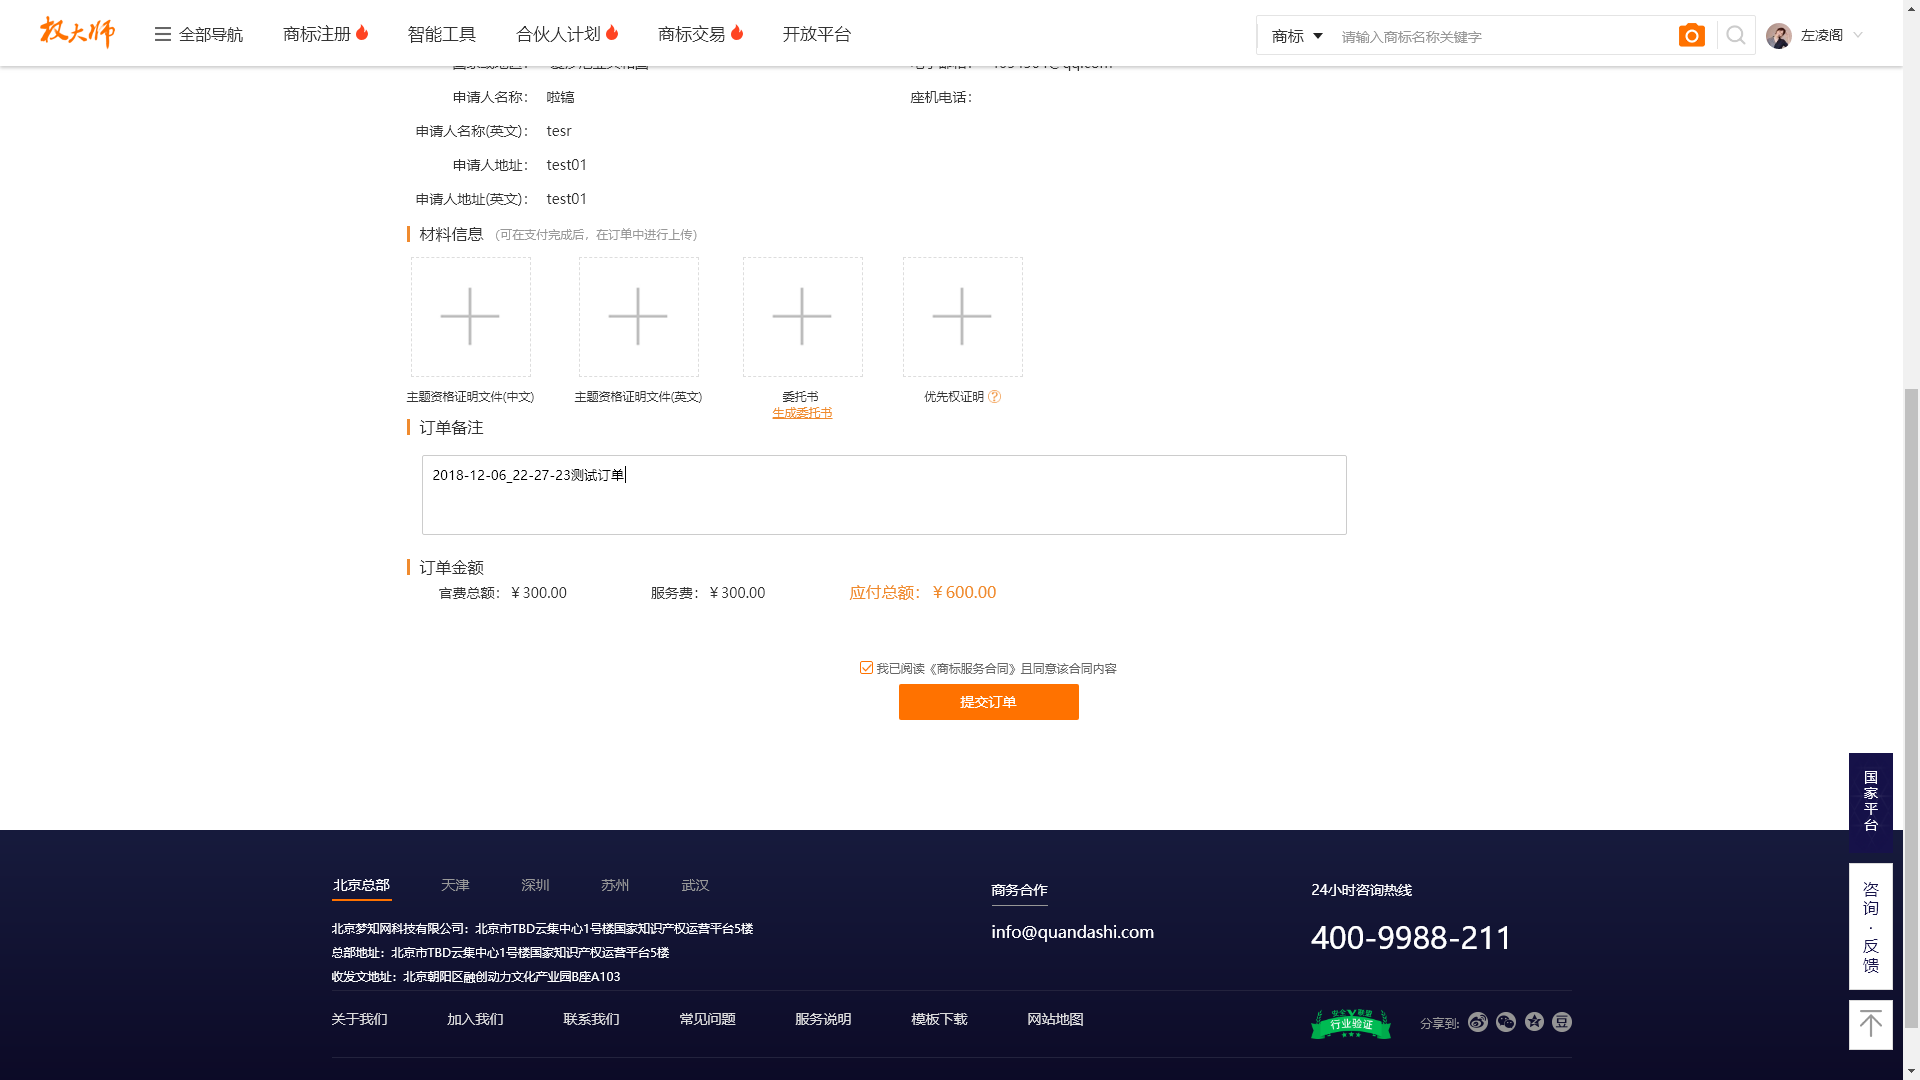 权大师
全部导航
商标注册
智能工具
合伙人计划
商标交易
开放平台
商标
请输入商标名称关键字
左凌阁
申请人名称： 啦镐
座机电话：
申请人名称(英文)： tesr
申请人地址： test01
申请人地址(英文)： test01
材料信息 (可在支付完成后，在订单中进行上传)
主题资格证明文件(中文)
主题资格证明文件(英文)
委托书
生成委托书
优先权证明 ?
订单备注
2018-12-06_22-27-23测试订单
订单金额
官费总额：￥300.00
服务费：￥300.00
应付总额：￥600.00
我已阅读《商标服务合同》且同意该合同内容
提交订单
国家平台
咨询·反馈
北京总部
天津
深圳
苏州
武汉
北京梦知网科技有限公司：北京市TBD云集中心1号楼国家知识产权运营平台5楼
总部地址：北京市TBD云集中心1号楼国家知识产权运营平台5楼
收发文地址：北京朝阳区融创动力文化产业园B座A103
商务合作
info@quandashi.com
24小时咨询热线
400-9988-211
关于我们
加入我们
联系我们
常见问题
服务说明
模板下载
网站地图
安全联盟
行业验证
分享到:
豆